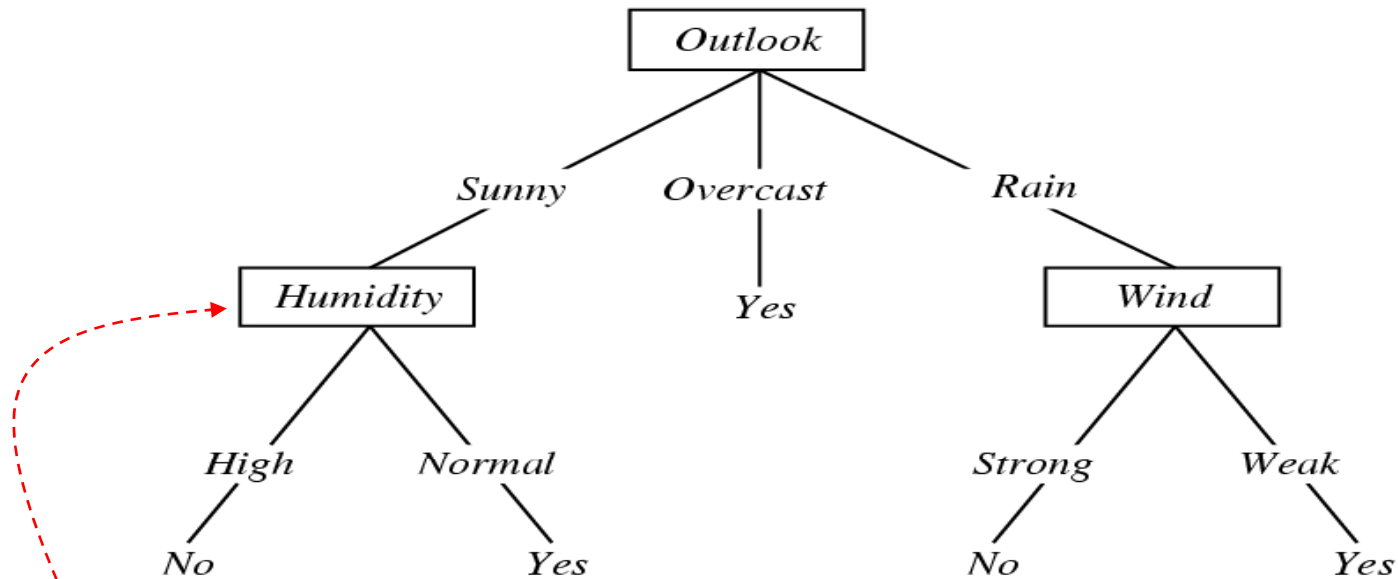 Outlook
Sunny Overcast Rain
Humidity Yes Wind
High Normal Strong Weak
No Yes No Yes